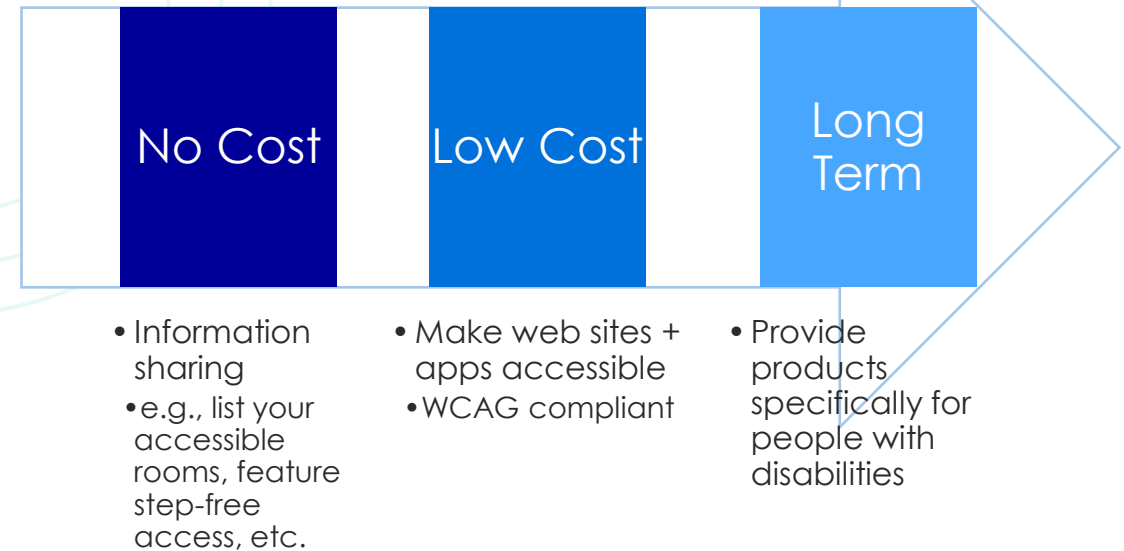 No Cost
Low Cost
Long
Term
• Information
sharing
•e.g., list your
accessible
rooms, feature
step-free
access, etc.
• Make web sites +
apps accessible
•WCAG compliant
• Provide
products
specifically for
people with
disabilities